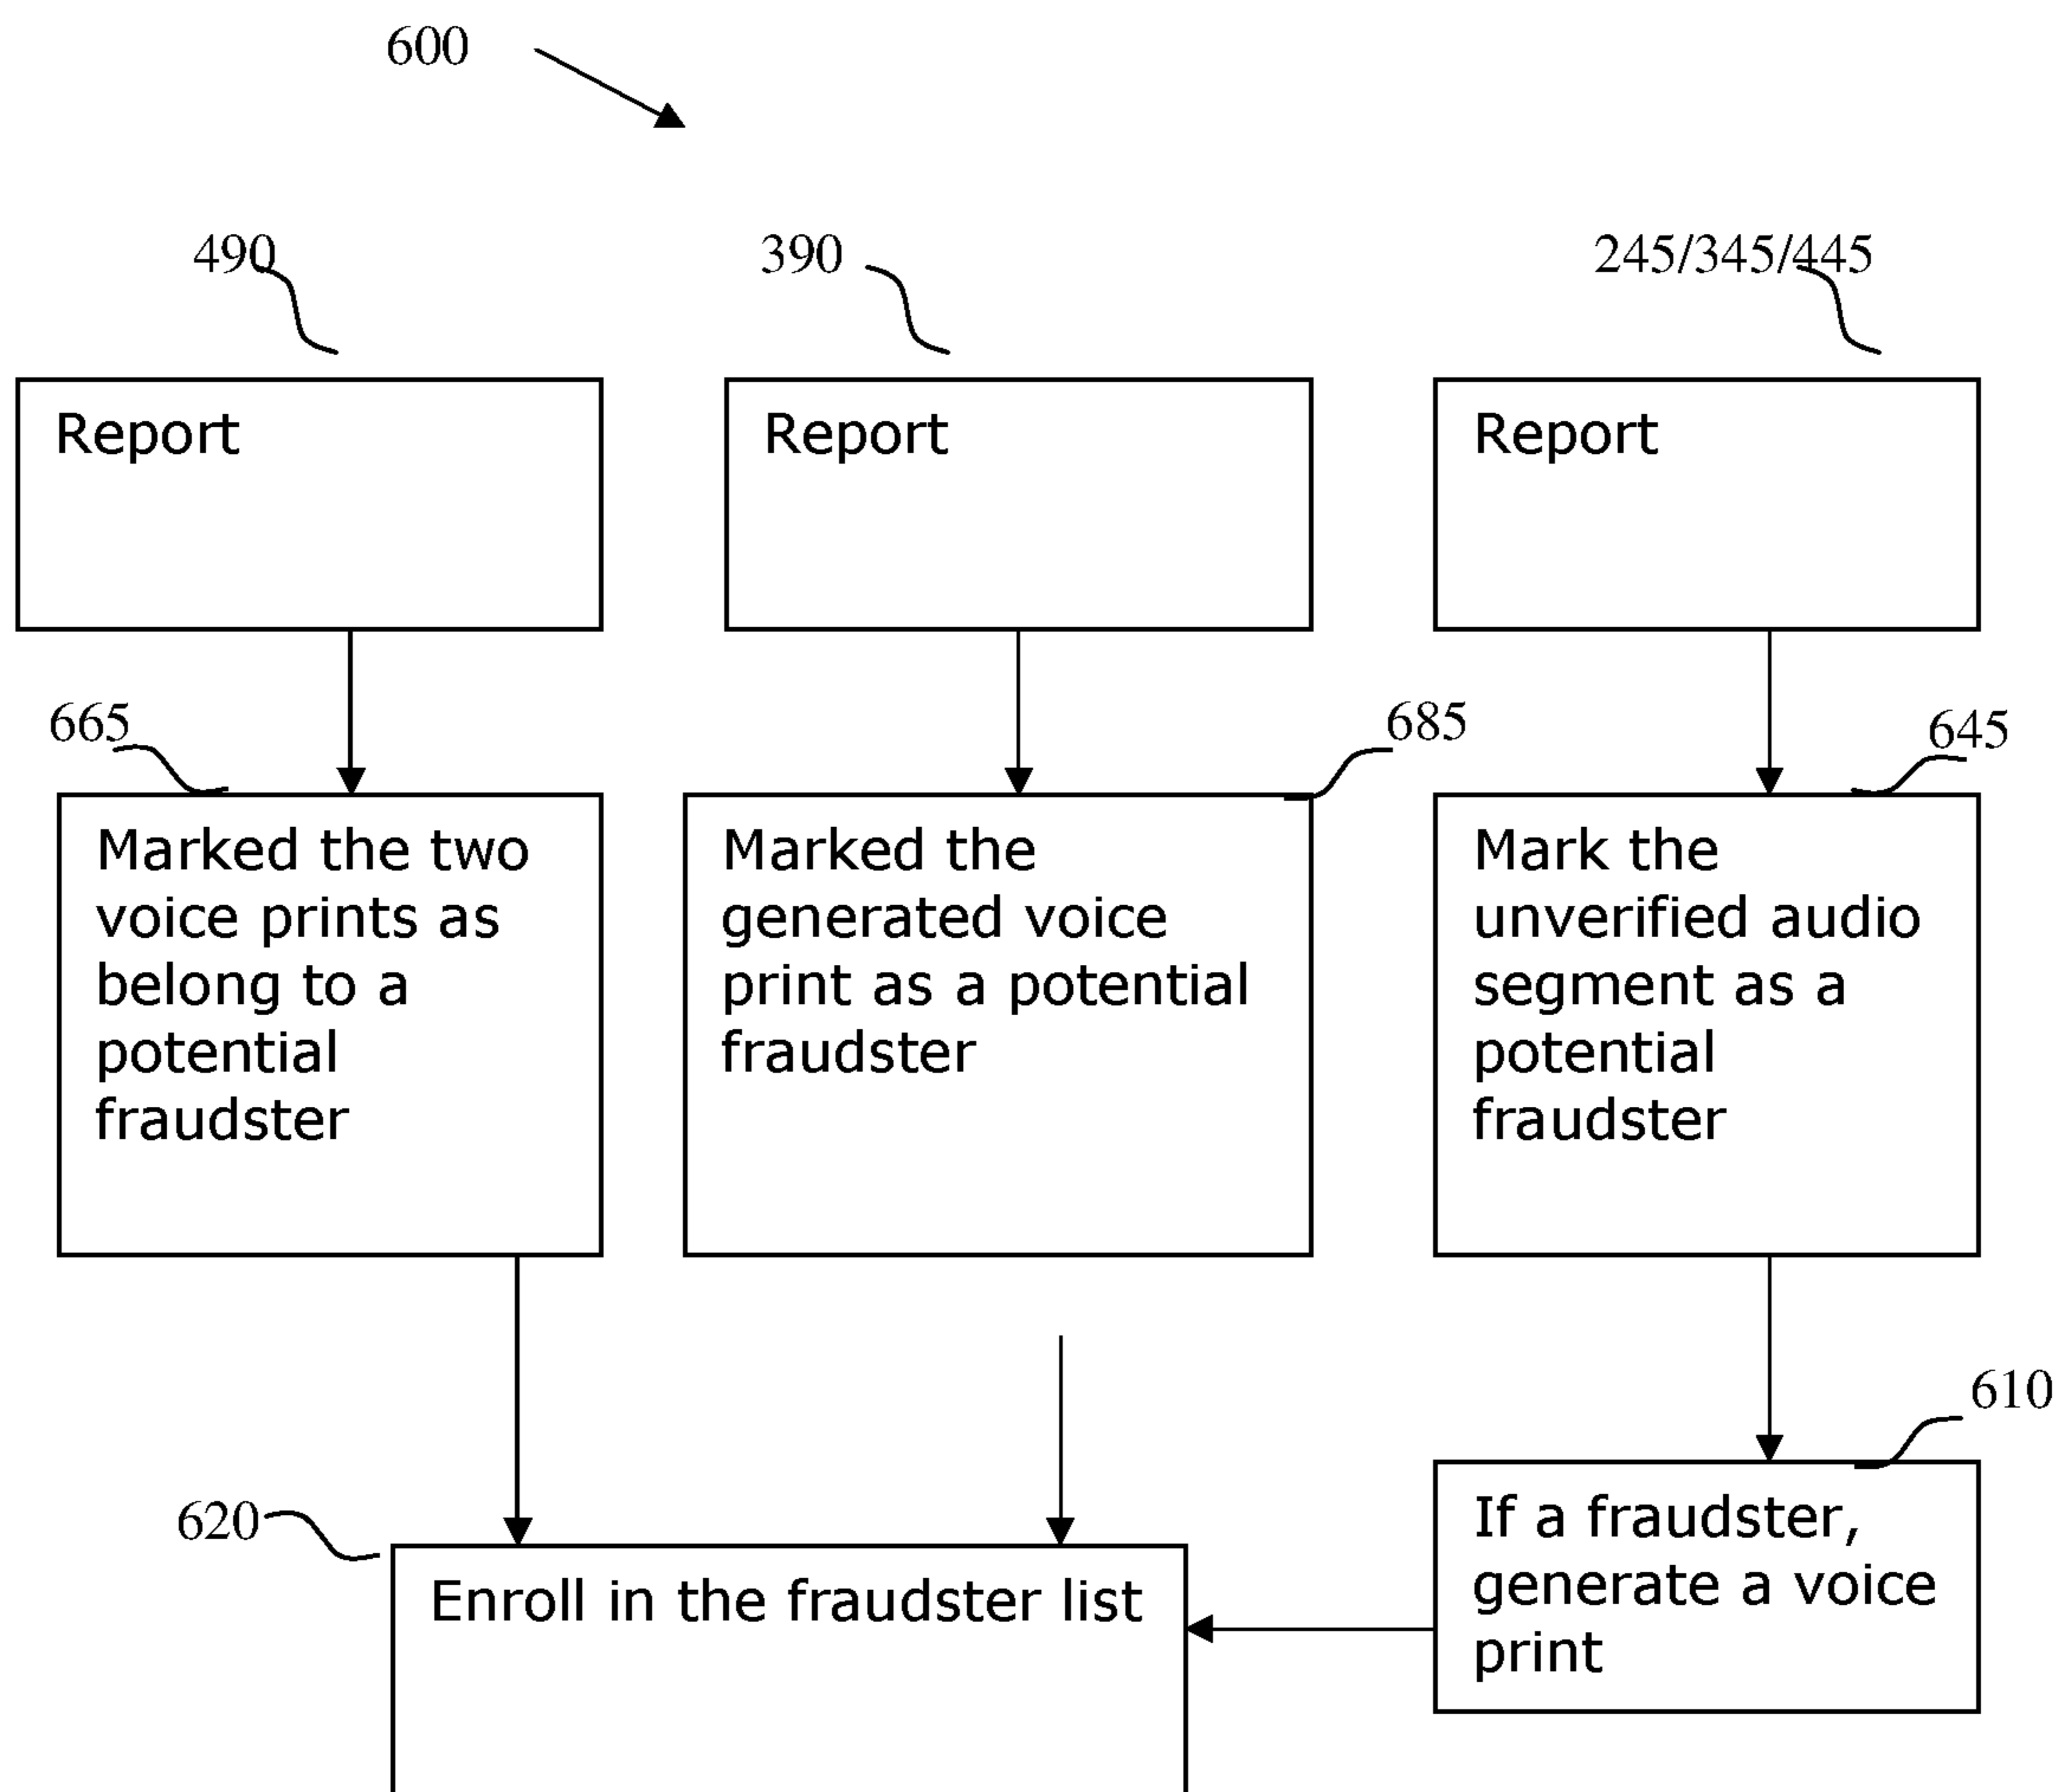 600
490
390
245/345/445
Report
Report
Report
665
685
645
Marked the two
voice prints as
belong to a
potential
fraudster
Marked the
generated voice
print as a potential
fraudster
Mark the
unverified audio
segment as a
potential
fraudster
610
620
If a fraudster,
generate a voice
print
Enroll in the fraudster list